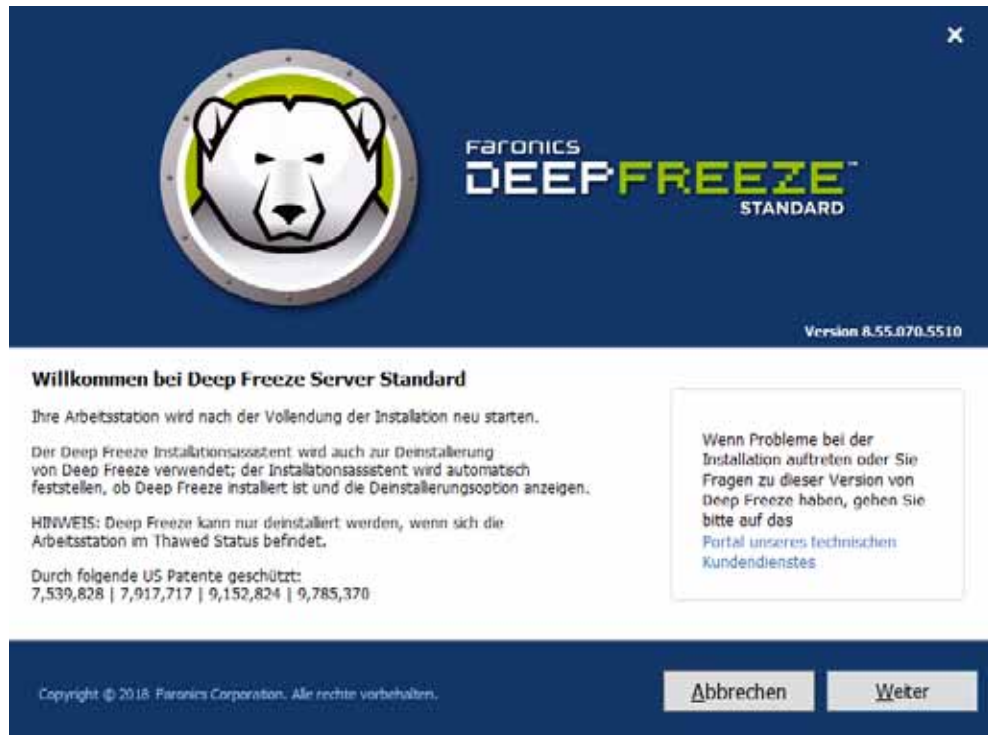 ×
Faronics
DEEPFREEZE™
STANDARD
Version 8.55.070.5510
Willkommen bei Deep Freeze Server Standard
Ihre Arbeitsstation wird nach der Vollendung der Installation neu starten.
Der Deep Freeze Installationsassistent wird auch zur Deinstallierung
von Deep Freeze verwendet; der Installationsassistent wird automatisch
feststellen, ob Deep Freeze installiert ist und die Deinstallierungsoption anzeigen.
HINWEIS: Deep Freeze kann nur deinstalliert werden, wenn sich die
Arbeitsstation im Thawed Status befindet.
Durch folgende US Patente geschützt:
7,539,828 | 7,917,717 | 9,152,824 | 9,785,370
Wenn Probleme bei der
Installation auftreten oder Sie
Fragen zu dieser Version von
Deep Freeze haben, gehen Sie
bitte auf das
Portal unseres technischen
Kundendienstes
Copyright © 2018 Faronics Corporation. Alle rechte vorbehalten.
Abbrechen
Weiter